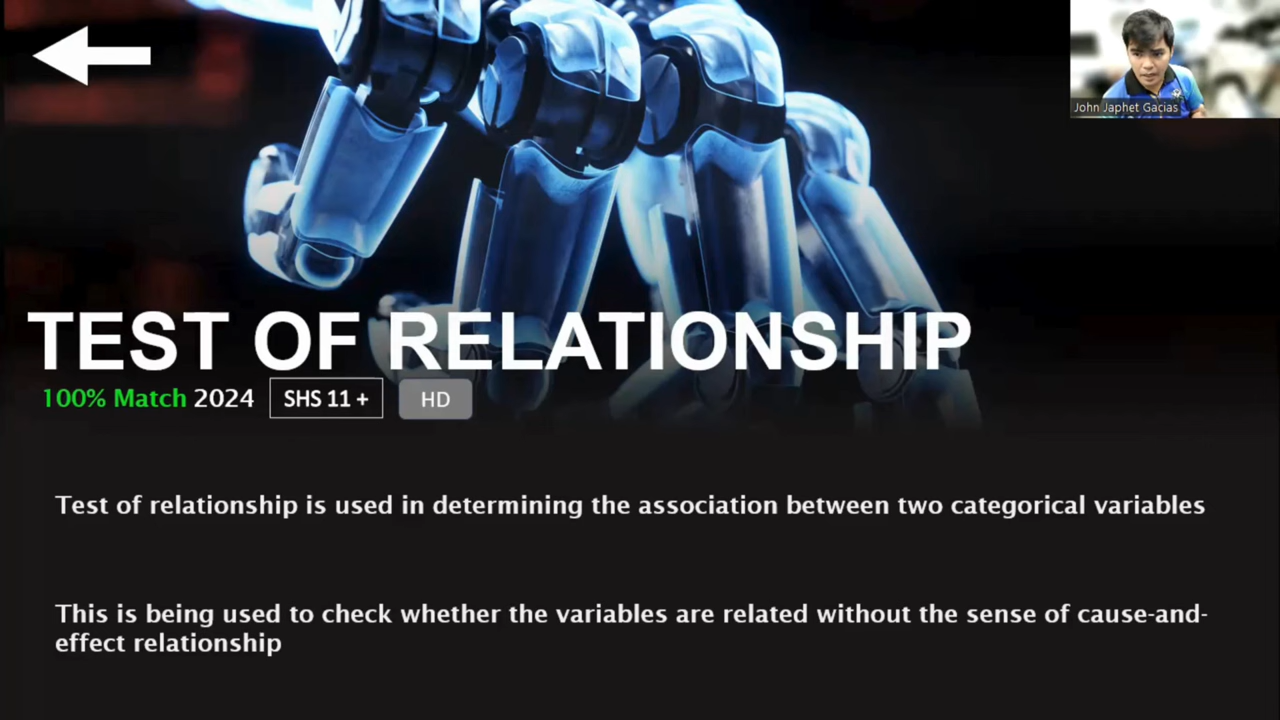 John Japhet Gacias
TEST OF RELATIONSHIP
100% Match 2024 SHS 11 + HD
Test of relationship is used in determining the association between two categorical variables
This is being used to check whether the variables are related without the sense of cause-and-
effect relationship